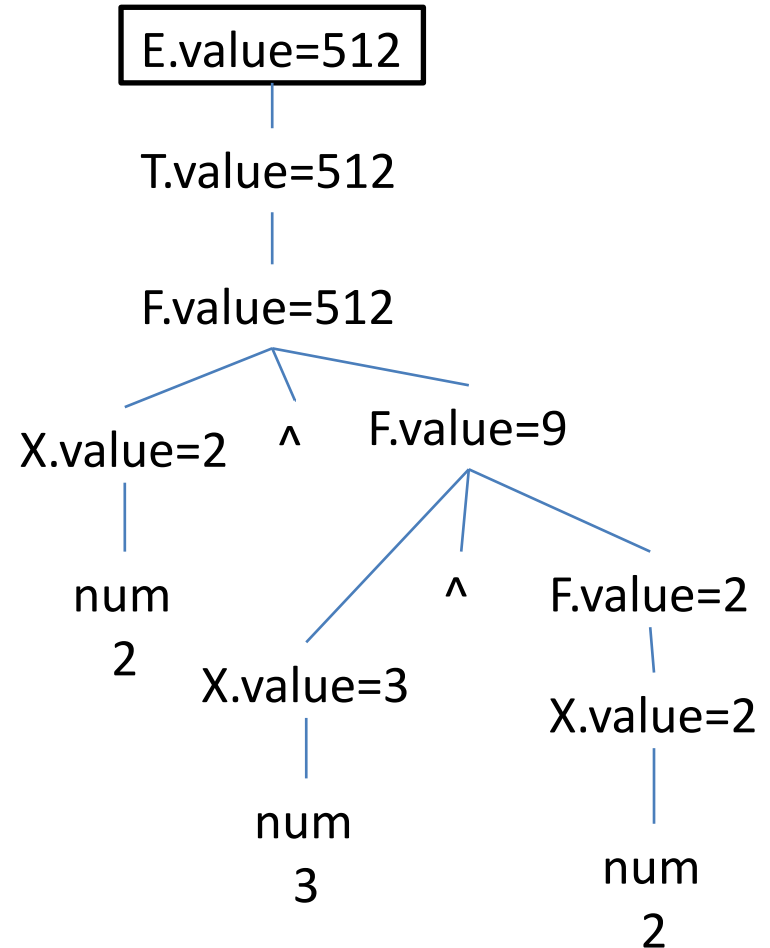 E.value=512
T.value=512
F.value=512
X.value=2 ^ F.value=9
num
2
^ F.value=2
X.value=3
X.value=2
num
3
num
2